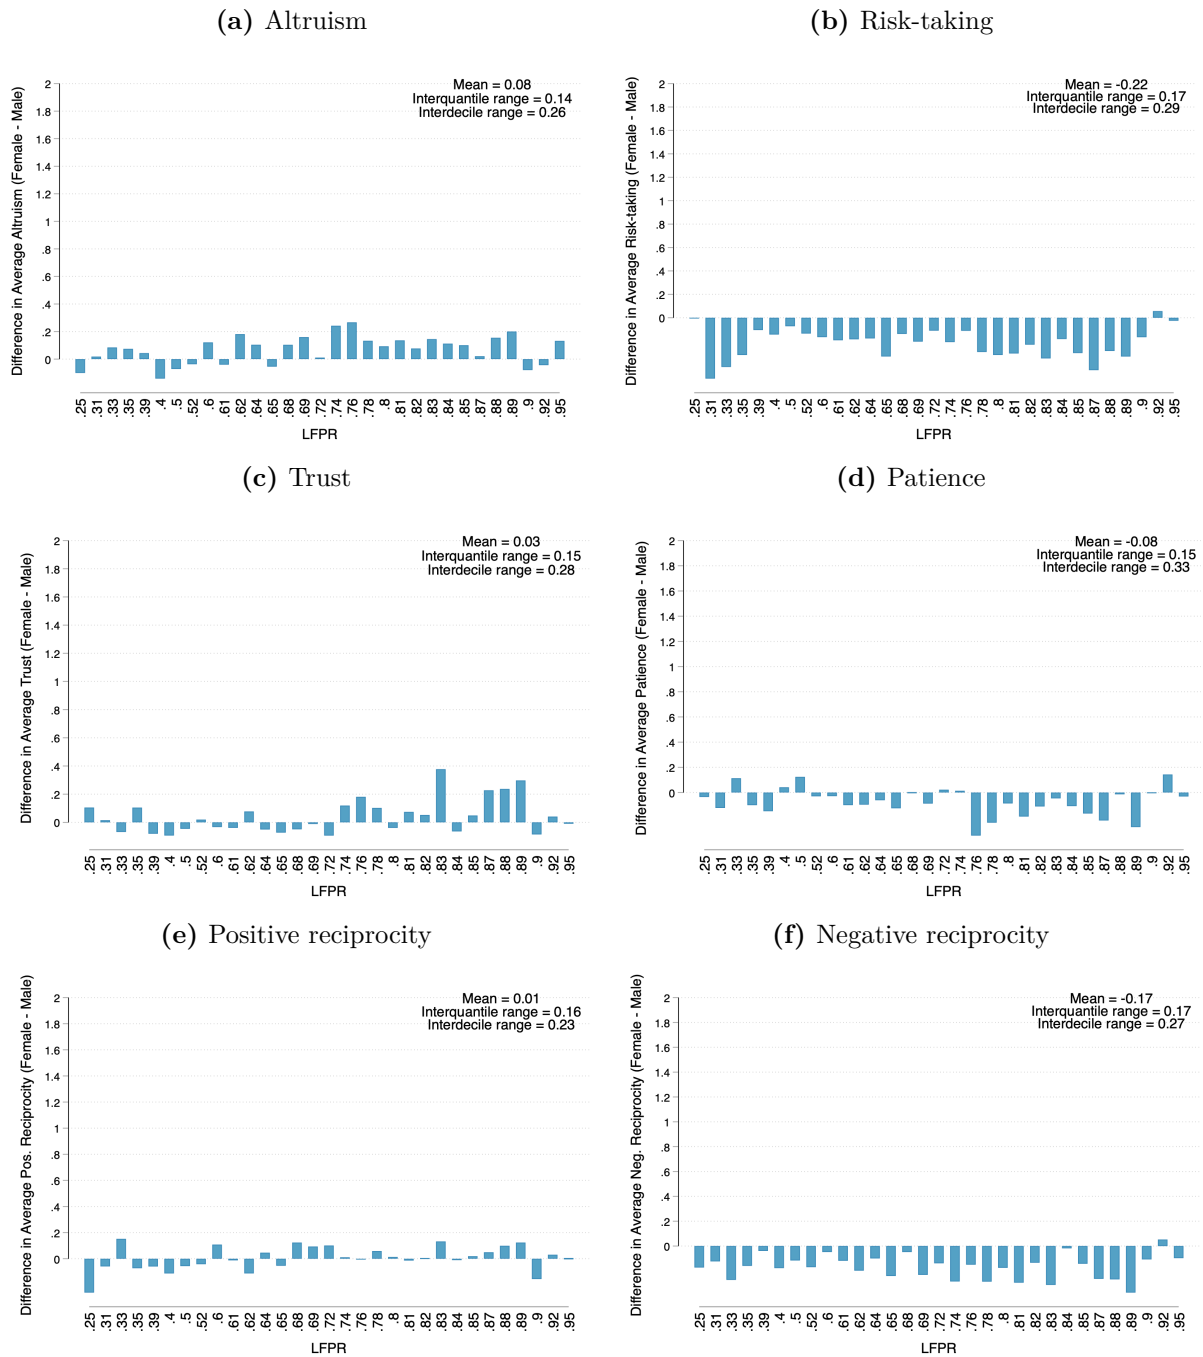 (a) Altruism
Mean = 0.08
Interquantile range = 0.14
Interdecile range = 0.26
Difference in Average Altruism (Female - Male)
2
1.8
1.6
1.4
1.2
1
.8
.6
.4
.2
0
.25 .31 .33 .35 .39 .4 .5 .52 .6 .61 .62 .64 .65 .68 .69 .72 .74 .76 .78 .8 .81 .82 .83 .84 .85 .87 .88 .89 .9 .92 .95
LFPR
(b) Risk-taking
Mean = -0.22
Interquantile range = 0.17
Interdecile range = 0.29
Difference in Average Risk-taking (Female - Male)
2
1.8
1.6
1.4
1.2
1
.8
.6
.4
.2
0
.25 .31 .33 .35 .39 .4 .5 .52 .6 .61 .62 .64 .65 .68 .69 .72 .74 .76 .78 .8 .81 .82 .83 .84 .85 .87 .88 .89 .9 .92 .95
LFPR
(c) Trust
Mean = 0.03
Interquantile range = 0.15
Interdecile range = 0.28
Difference in Average Trust (Female - Male)
2
1.8
1.6
1.4
1.2
1
.8
.6
.4
.2
0
.25 .31 .33 .35 .39 .4 .5 .52 .6 .61 .62 .64 .65 .68 .69 .72 .74 .76 .78 .8 .81 .82 .83 .84 .85 .87 .88 .89 .9 .92 .95
LFPR
(d) Patience
Mean = -0.08
Interquantile range = 0.15
Interdecile range = 0.33
Difference in Average Patience (Female - Male)
2
1.8
1.6
1.4
1.2
1
.8
.6
.4
.2
0
.25 .31 .33 .35 .39 .4 .5 .52 .6 .61 .62 .64 .65 .68 .69 .72 .74 .76 .78 .8 .81 .82 .83 .84 .85 .87 .88 .89 .9 .92 .95
LFPR
(e) Positive reciprocity
Mean = 0.01
Interquantile range = 0.16
Interdecile range = 0.23
Difference in Average Pos. Reciprocity (Female - Male)
2
1.8
1.6
1.4
1.2
1
.8
.6
.4
.2
0
.25 .31 .33 .35 .39 .4 .5 .52 .6 .61 .62 .64 .65 .68 .69 .72 .74 .76 .78 .8 .81 .82 .83 .84 .85 .87 .88 .89 .9 .92 .95
LFPR
(f) Negative reciprocity
Mean = -0.17
Interquantile range = 0.17
Interdecile range = 0.27
Difference in Average Neg. Reciprocity (Female - Male)
2
1.8
1.6
1.4
1.2
1
.8
.6
.4
.2
0
.25 .31 .33 .35 .39 .4 .5 .52 .6 .61 .62 .64 .65 .68 .69 .72 .74 .76 .78 .8 .81 .82 .83 .84 .85 .87 .88 .89 .9 .92 .95
LFPR